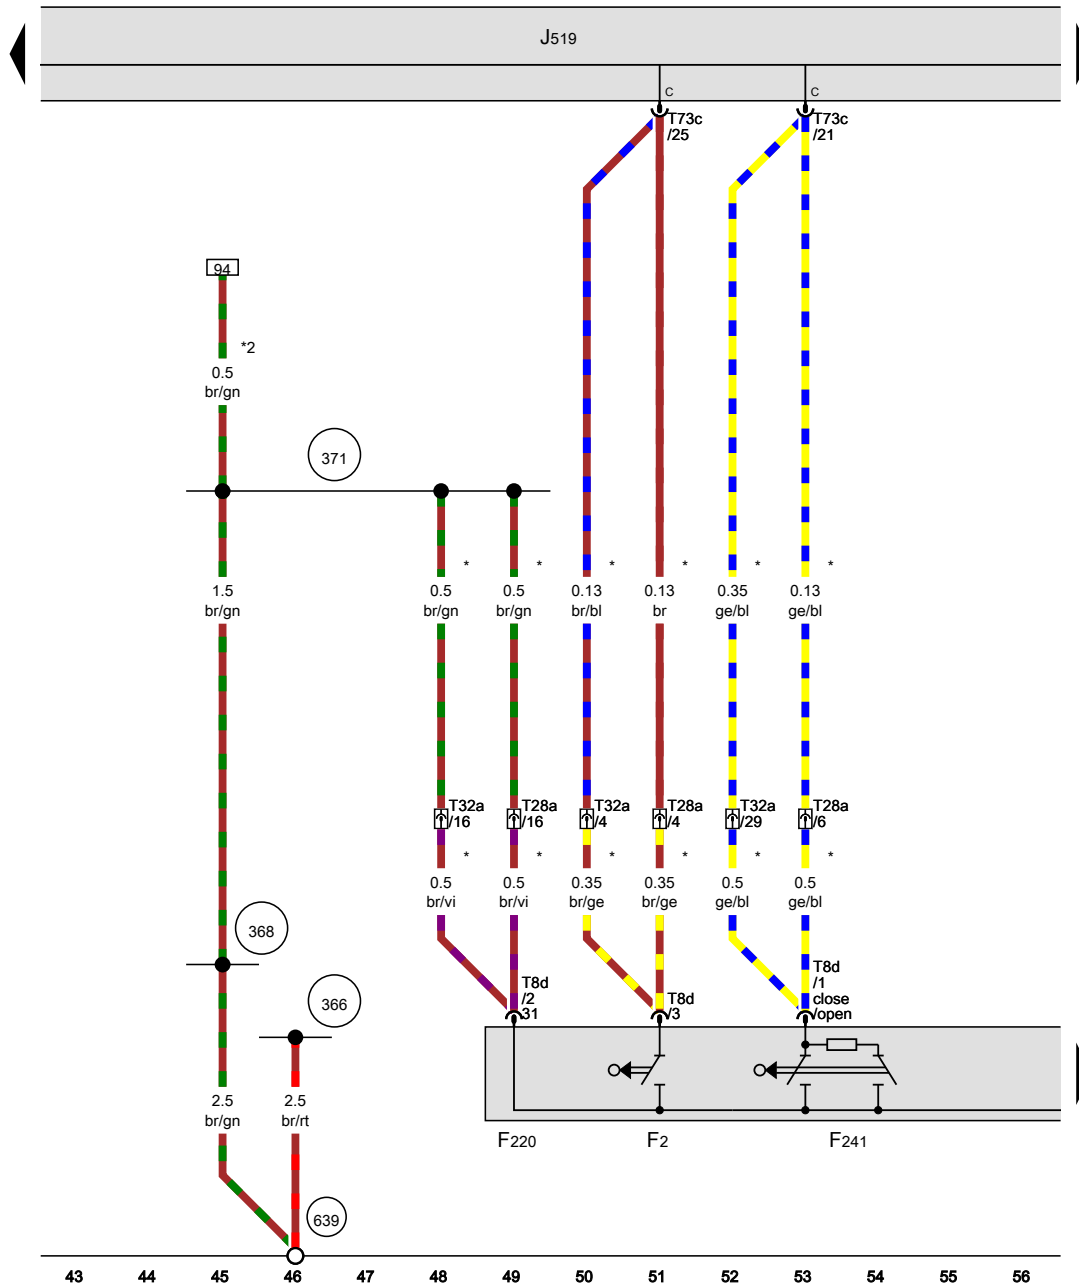 J519
c
c
T73c
/25
T73c
/21
94
*2
0.5
br/gn
371
*
*
*
*
*
*
1.5
br/gn
0.5
br/gn
0.5
br/gn
0.13
br/bl
0.13
br
0.35
ge/bl
0.13
ge/bl
T32a
/16
T28a
/16
T32a
/4
T28a
/4
T32a
/29
T28a
/6
*
*
*
*
*
*
0.5
br/vi
0.5
br/vi
0.35
br/ge
0.35
br/ge
0.5
ge/bl
0.5
ge/bl
368
366
T8d
/2
31
T8d
/3
T8d
/1
close
/open
2.5
br/gn
2.5
br/rt
F220
F2
F241
639
43 44 45 46 47 48 49 50 51 52 53 54 55 56